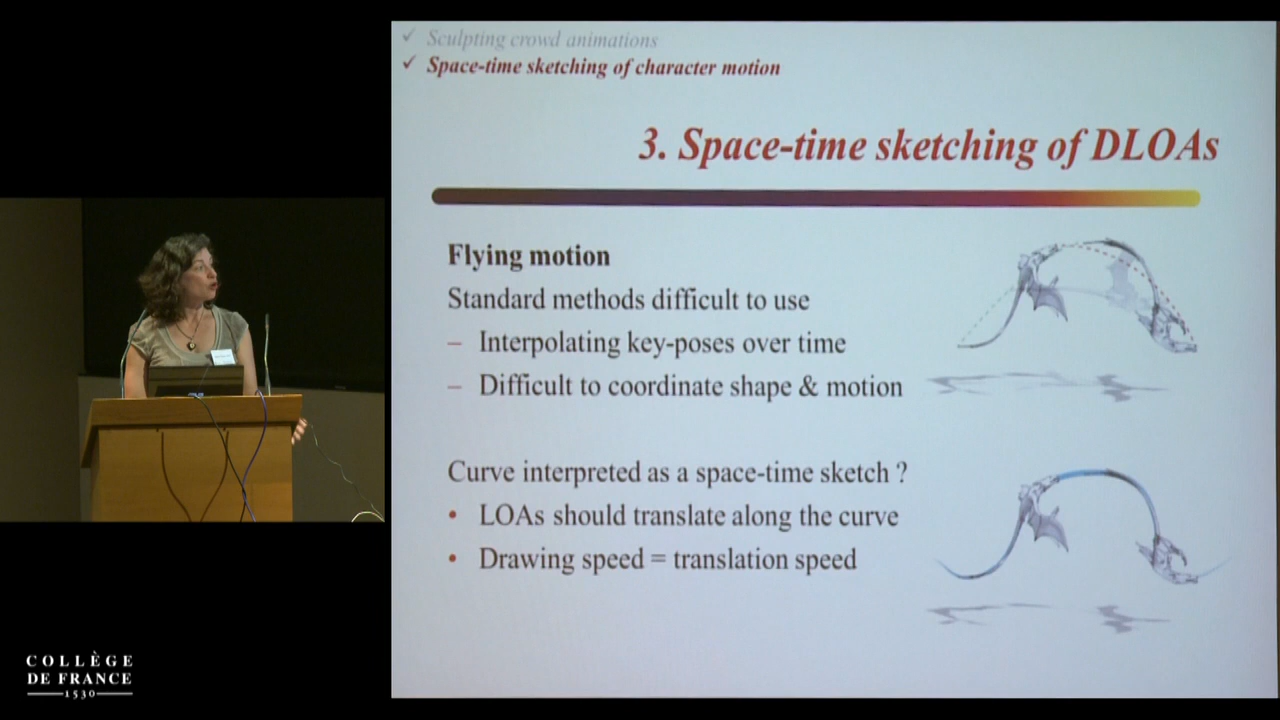 ✓ Sculpting crowd animations
✓ Space-time sketching of character motion
3. Space-time sketching of DLOAs
Flying motion
Standard methods difficult to use
– Interpolating key-poses over time
– Difficult to coordinate shape & motion
Curve interpreted as a space-time sketch ?
• LOAs should translate along the curve
• Drawing speed = translation speed
COLLÈGE
DE FRANCE
1530